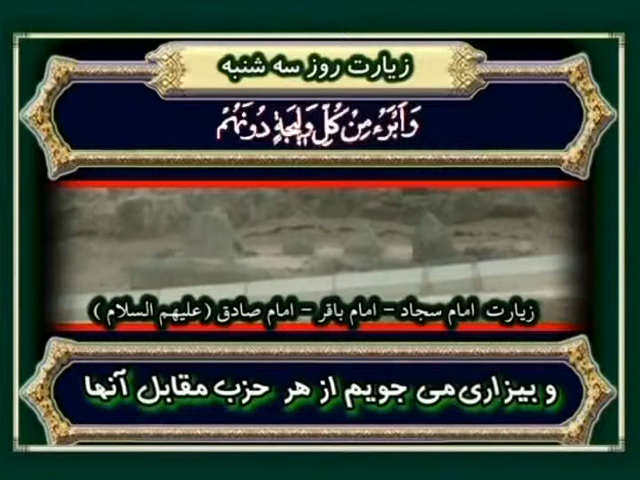 زیارت روز سه شنبه
وَاَبْرَءُ مِنْ کُلِّ وَلیجَةٍ دُونَهُمْ
زیارت امام سجاد – امام باقر – امام صادق (علیهم السلام)
و بیزاری می جویم از هر حزب مقابل آنها